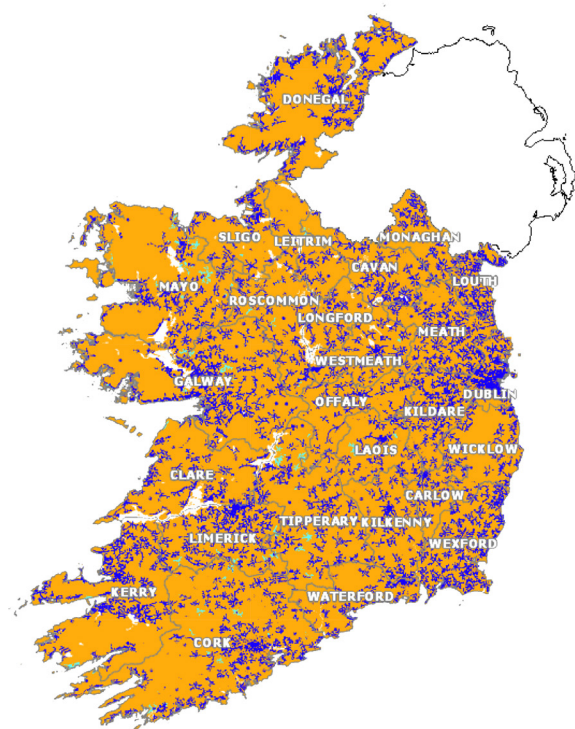 DONEGAL
SLIGO
LEITRIM
MONAGHAN
CAVAN
LOUTH
MAYO
ROSCOMMON
LONGFORD
MEATH
WESTMEATH
GALWAY
DUBLIN
OFFALY
KILDARE
LAOIS
WICKLOW
CLARE
CARLOW
TIPPERARY
KILKENNY
LIMERICK
WEXFORD
KERRY
WATERFORD
CORK